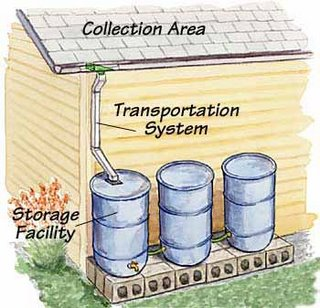 Collection Area
Transportation
System
Storage
Facility